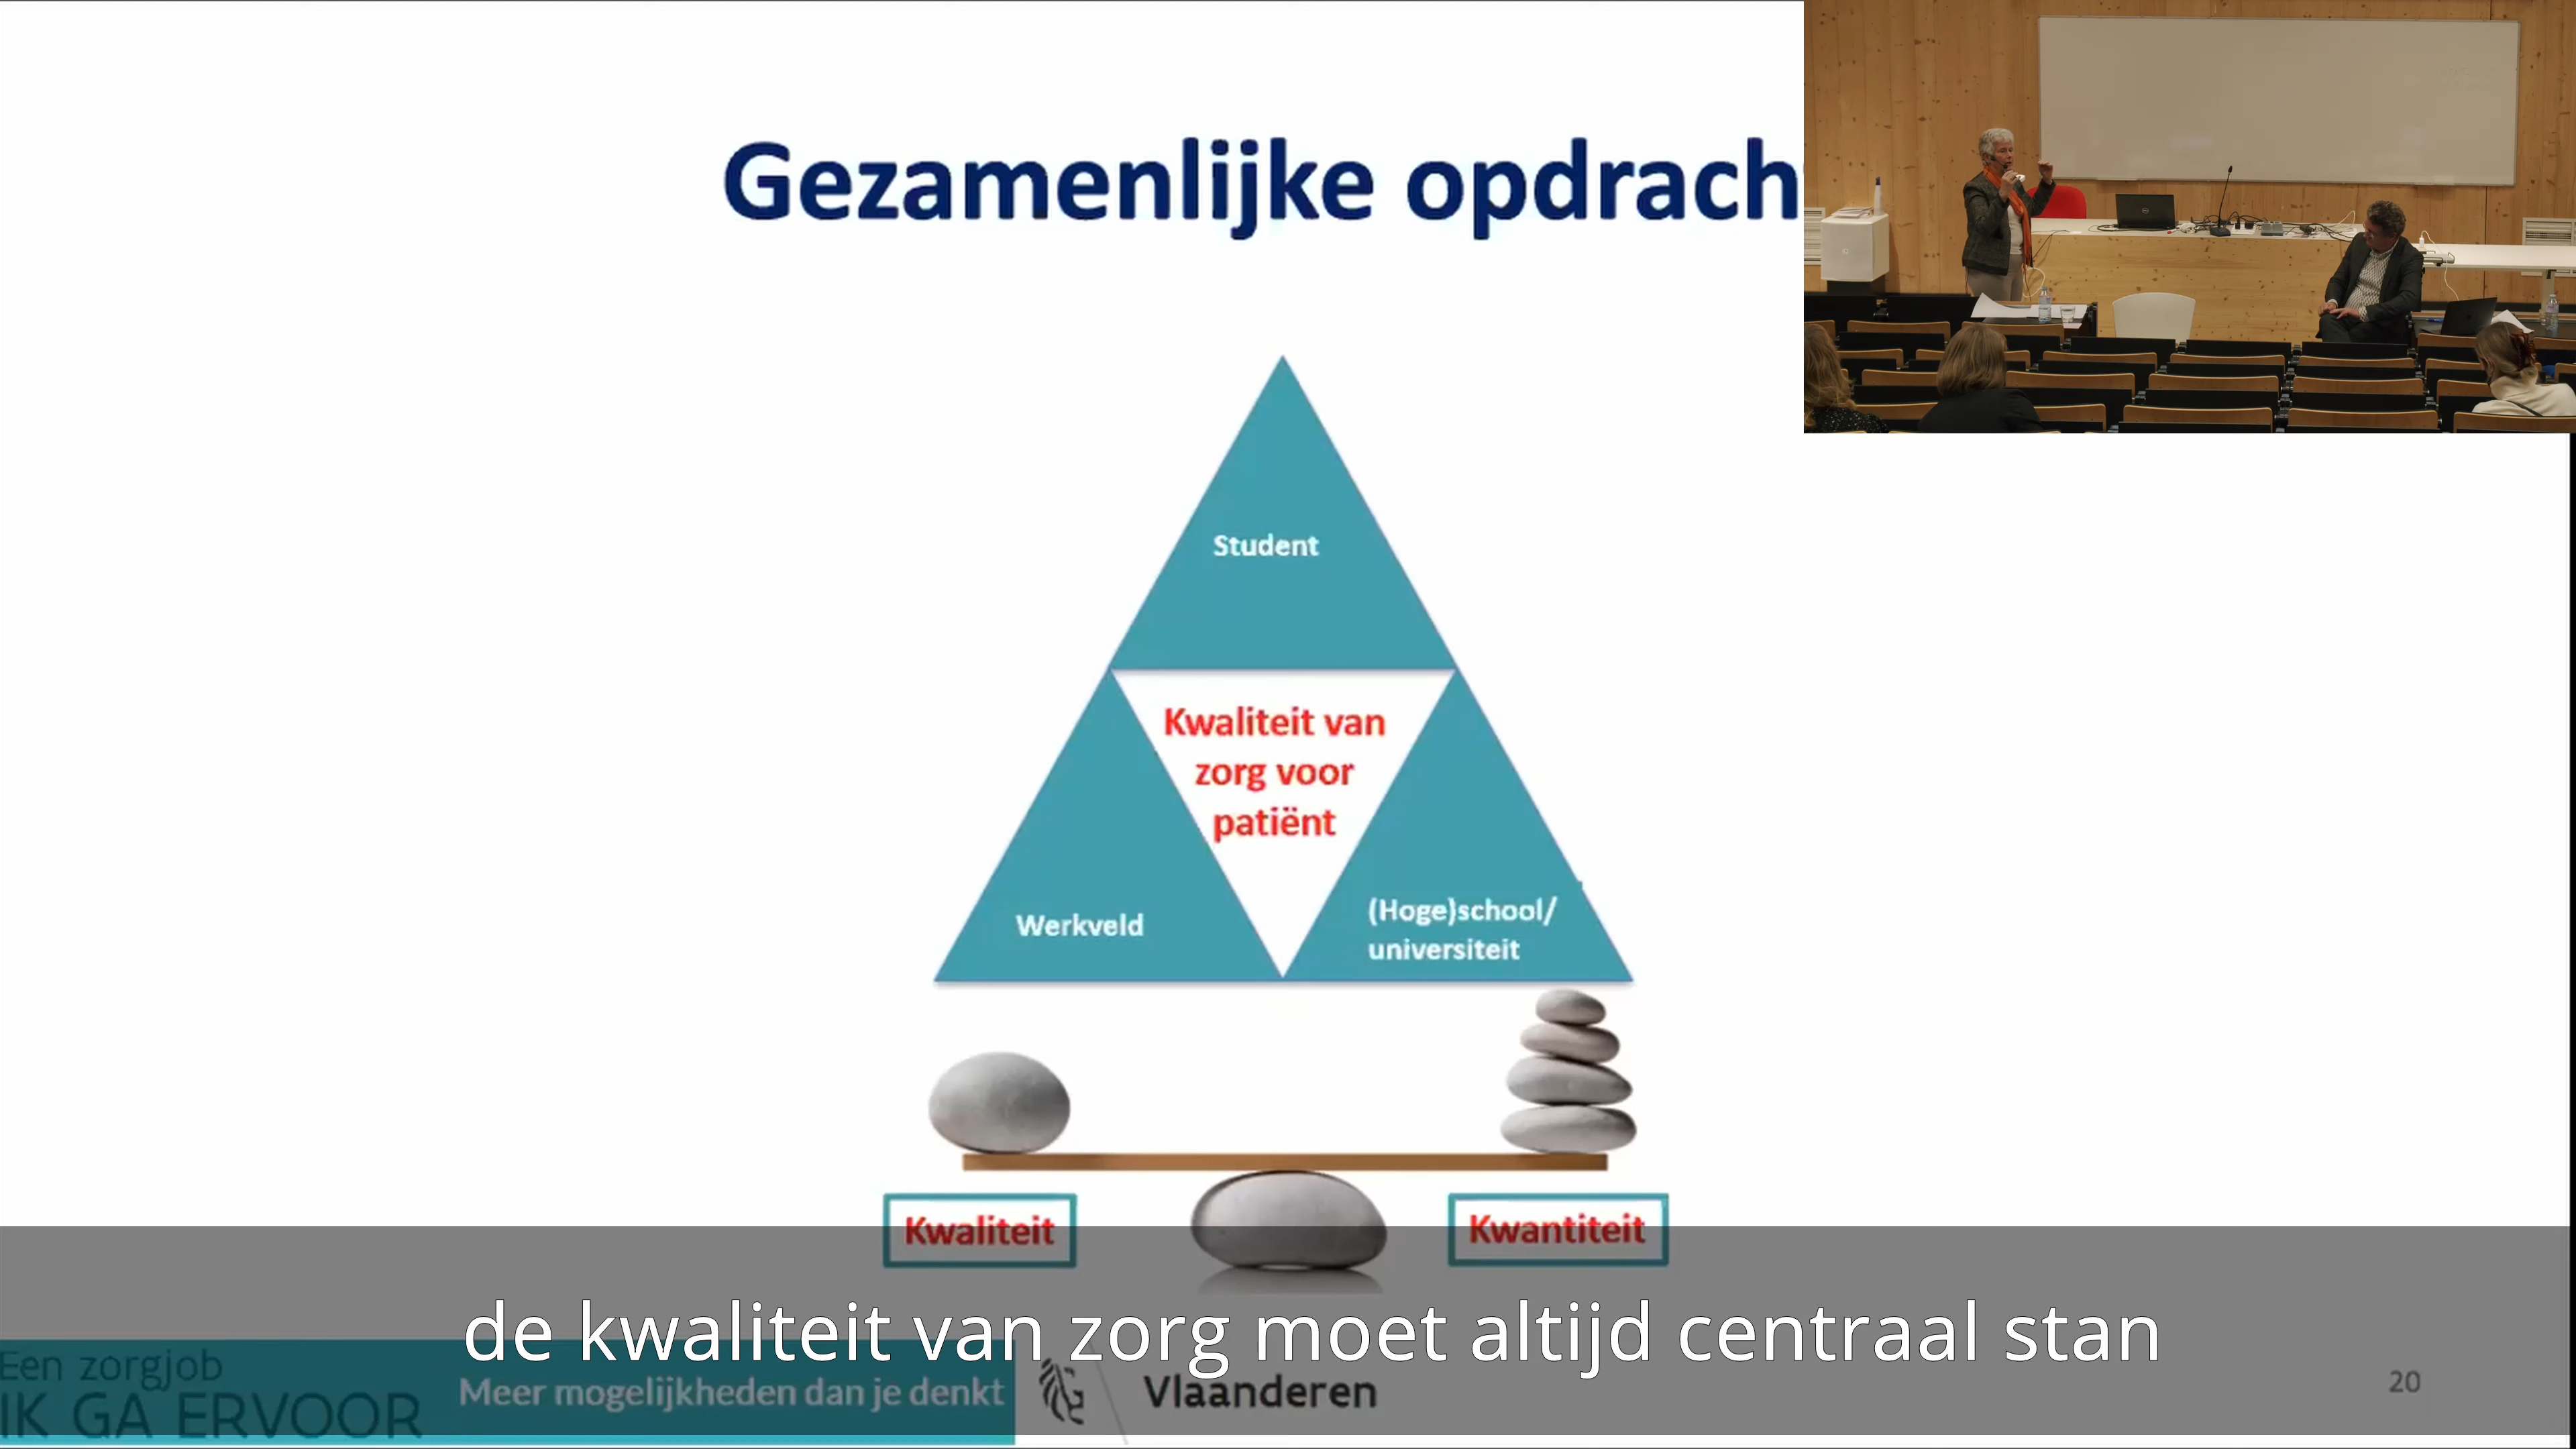 Gezamenlijke opdrach
Student
Kwaliteit van
zorg voor
patiënt
Werkveld
(Hoge)school/
universiteit
Kwaliteit
Kwantiteit
de kwaliteit van zorg moet altijd centraal stan
Een zorgjob
IK GA ERVOOR
Meer mogelijkheden dan je denkt
Vlaanderen
20